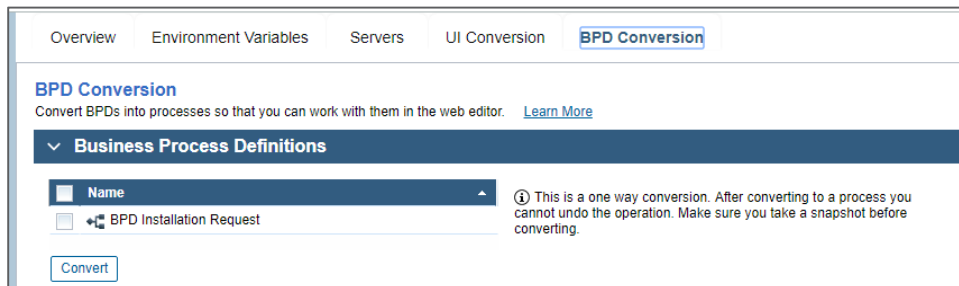 Overview Environment Variables Servers UI Conversion BPD Conversion
BPD Conversion
Convert BPDs into processes so that you can work with them in the web editor. Learn More
Business Process Definitions
Name
BPD Installation Request
Convert
This is a one way conversion. After converting to a process you
cannot undo the operation. Make sure you take a snapshot before
converting.